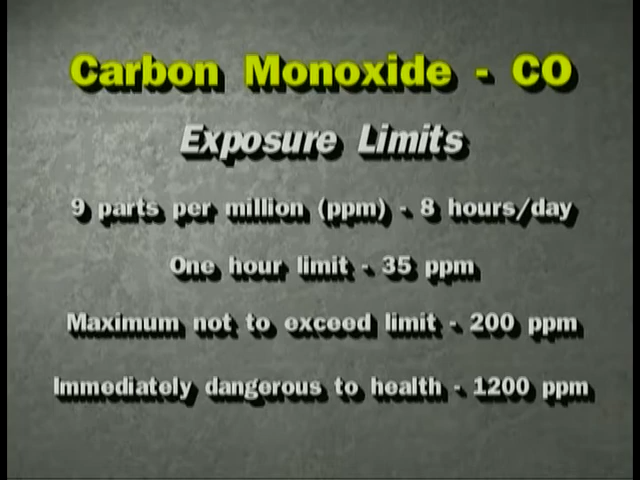 Carbon Monoxide - CO
Exposure Limits
9 parts per million (ppm) - 8 hours/day
One hour limit - 35 ppm
Maximum not to exceed limit - 200 ppm
Immediately dangerous to health - 1200 ppm